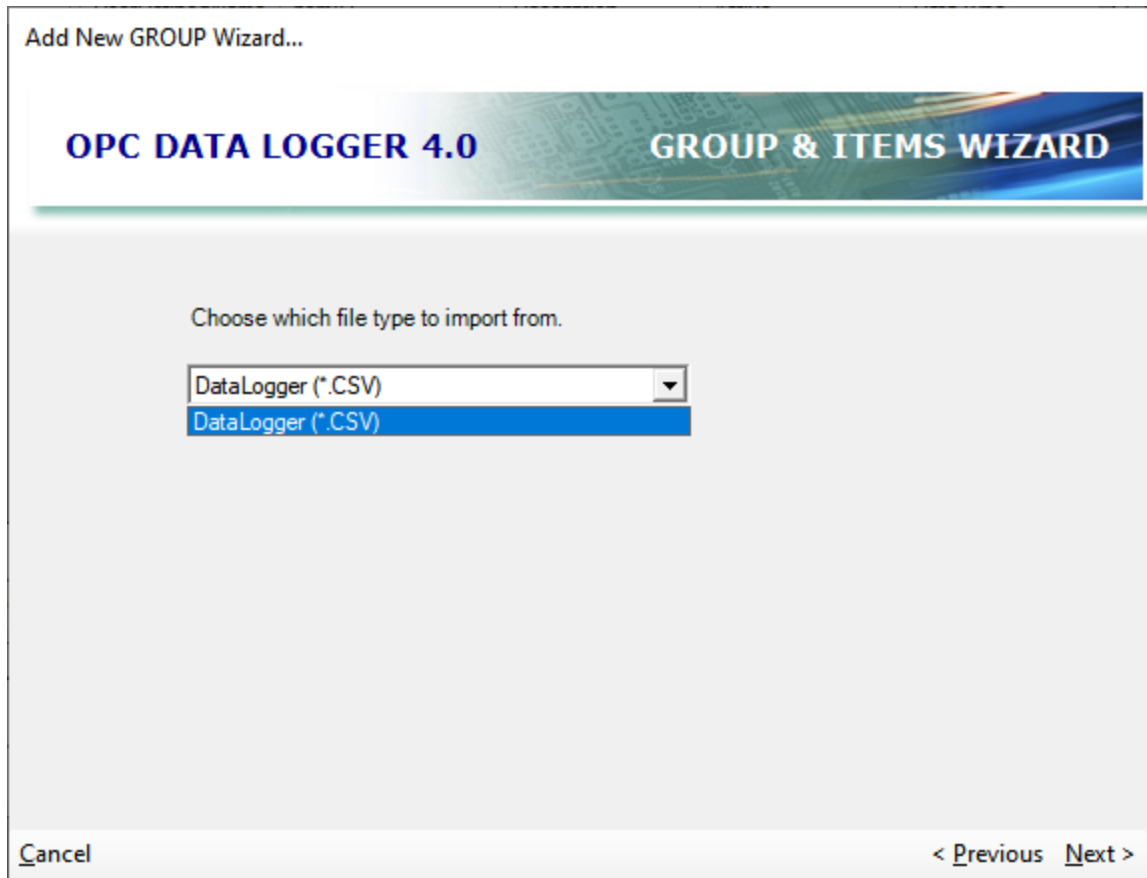 Add New GROUP Wizard...
OPC DATA LOGGER 4.0
GROUP & ITEMS WIZARD
Choose which file type to import from.
DataLogger (*.CSV)
DataLogger (*.CSV)
Cancel
< Previous
Next >